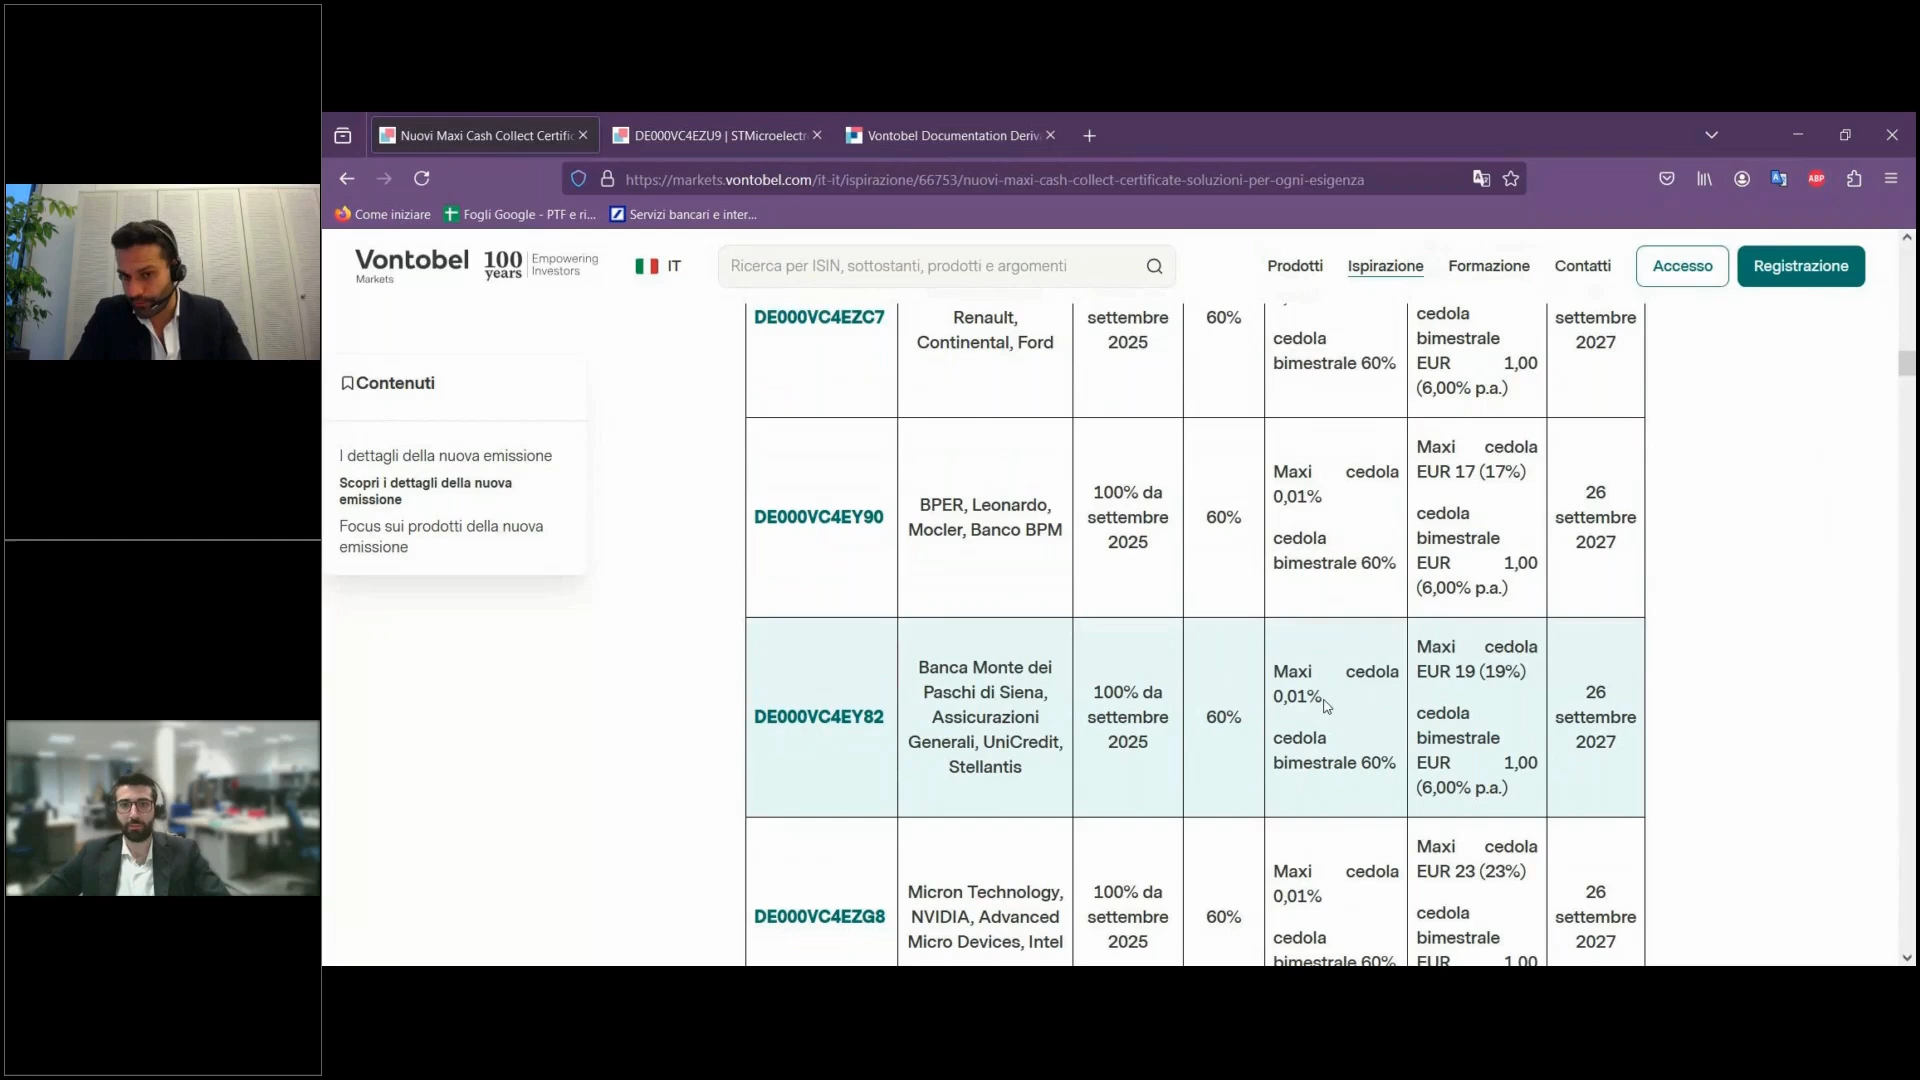 Nuovi Maxi Cash Collect Certific
DE000VC4EZU9 | STMicroelectr
Vontobel Documentation Deriv
https://markets.vontobel.com/it-it/ispirazione/66753/nuovi-maxi-cash-collect-certificate-soluzioni-per-ogni-esigenza
ABP
Come iniziare
Fogli Google - PTF e ri...
Servizi bancari e inter...
Vontobel
Markets
100
years
Empowering
Investors
IT
Ricerca per ISIN, sottostanti, prodotti e argomenti
Prodotti
Ispirazione
Formazione
Contatti
Accesso
Registrazione
Contenuti
I dettagli della nuova emissione
Scopri i dettagli della nuova
emissione
Focus sui prodotti della nuova
emissione
DE000VC4EZC7
Renault,
Continental, Ford
settembre
2025
60%
cedola
bimestrale 60%
cedola
bimestrale
EUR 1,00
(6,00% p.a.)
settembre
2027
DE000VC4EY90
BPER, Leonardo,
Mocler, Banco BPM
100% da
settembre
2025
60%
Maxi cedola
0,01%
cedola
bimestrale 60%
Maxi cedola
EUR 17 (17%)
cedola
bimestrale
EUR 1,00
(6,00% p.a.)
26
settembre
2027
DE000VC4EY82
Banca Monte dei
Paschi di Siena,
Assicurazioni
Generali, UniCredit,
Stellantis
100% da
settembre
2025
60%
Maxi cedola
0,01%
cedola
bimestrale 60%
Maxi cedola
EUR 19 (19%)
cedola
bimestrale
EUR 1,00
(6,00% p.a.)
26
settembre
2027
DE000VC4EZG8
Micron Technology,
NVIDIA, Advanced
Micro Devices, Intel
100% da
settembre
2025
60%
Maxi cedola
0,01%
cedola
bimestrale 60%
Maxi cedola
EUR 23 (23%)
cedola
bimestrale
EUR 1,00
26
settembre
2027